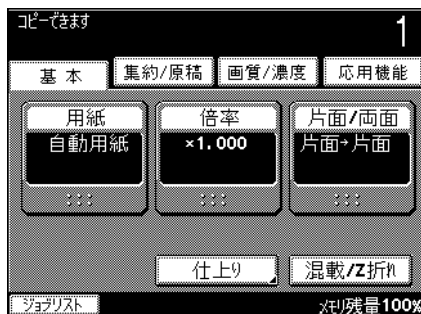 コピーできます
1
基本 集約/原稿 画質/濃度 応用機能
用紙 倍率 片面/両面
自動用紙 ×1.000 片面→片面
仕上り 混載/Z折れ
ジョブリスト メモリ残量100%